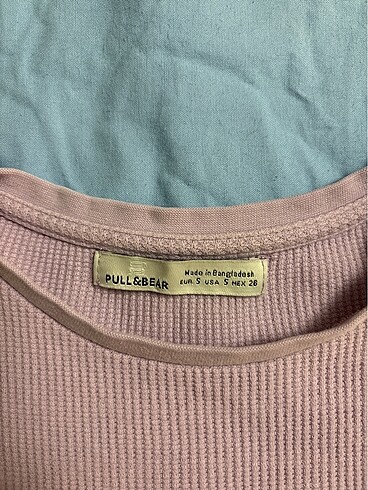 PULL&BEAR
Made in Bangladesh
EUR S USA S MEX 26